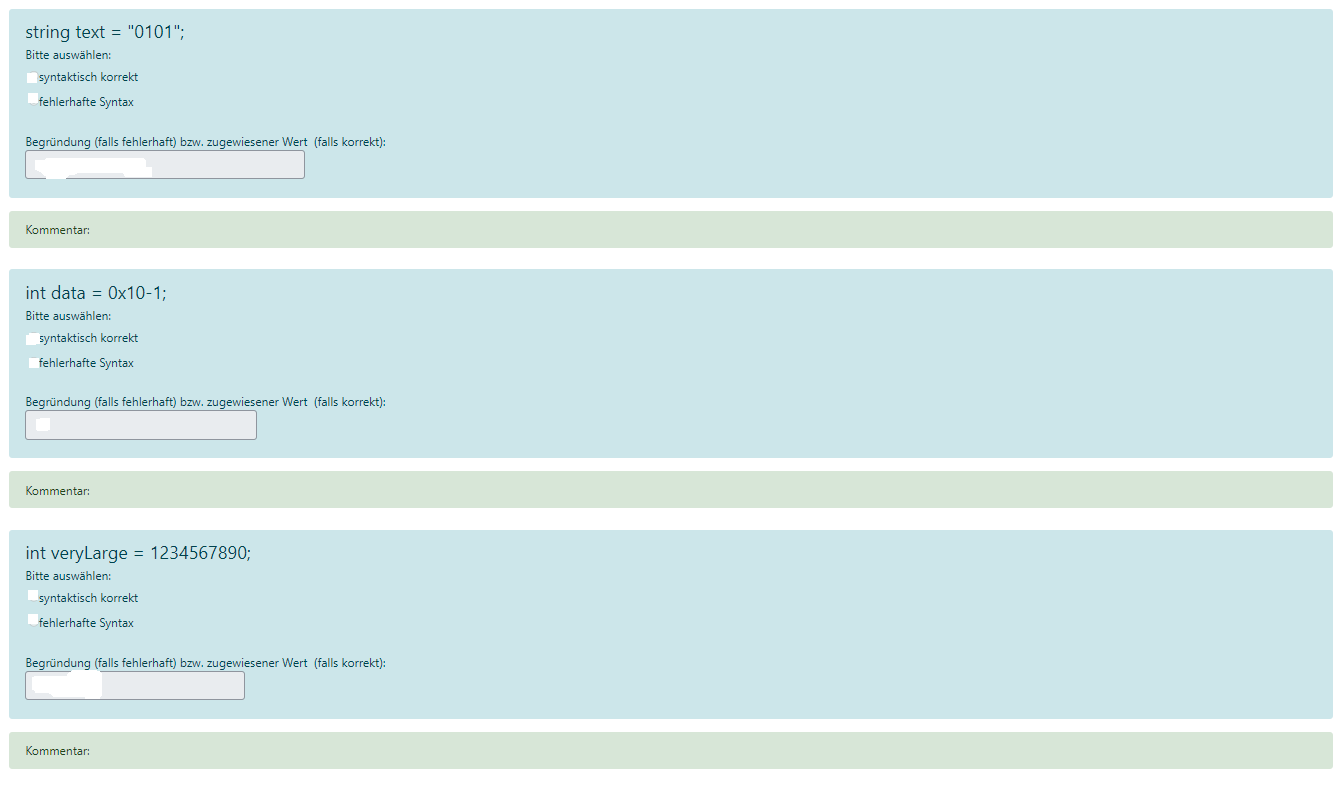 string text = "0101";
Bitte auswählen:
syntaktisch korrekt
fehlerhafte Syntax
Begründung (falls fehlerhaft) bzw. zugewiesener Wert (falls korrekt):
Kommentar:
int data = 0x10-1;
Bitte auswählen:
syntaktisch korrekt
fehlerhafte Syntax
Begründung (falls fehlerhaft) bzw. zugewiesener Wert (falls korrekt):
Kommentar:
int veryLarge = 1234567890;
Bitte auswählen:
syntaktisch korrekt
fehlerhafte Syntax
Begründung (falls fehlerhaft) bzw. zugewiesener Wert (falls korrekt):
Kommentar: